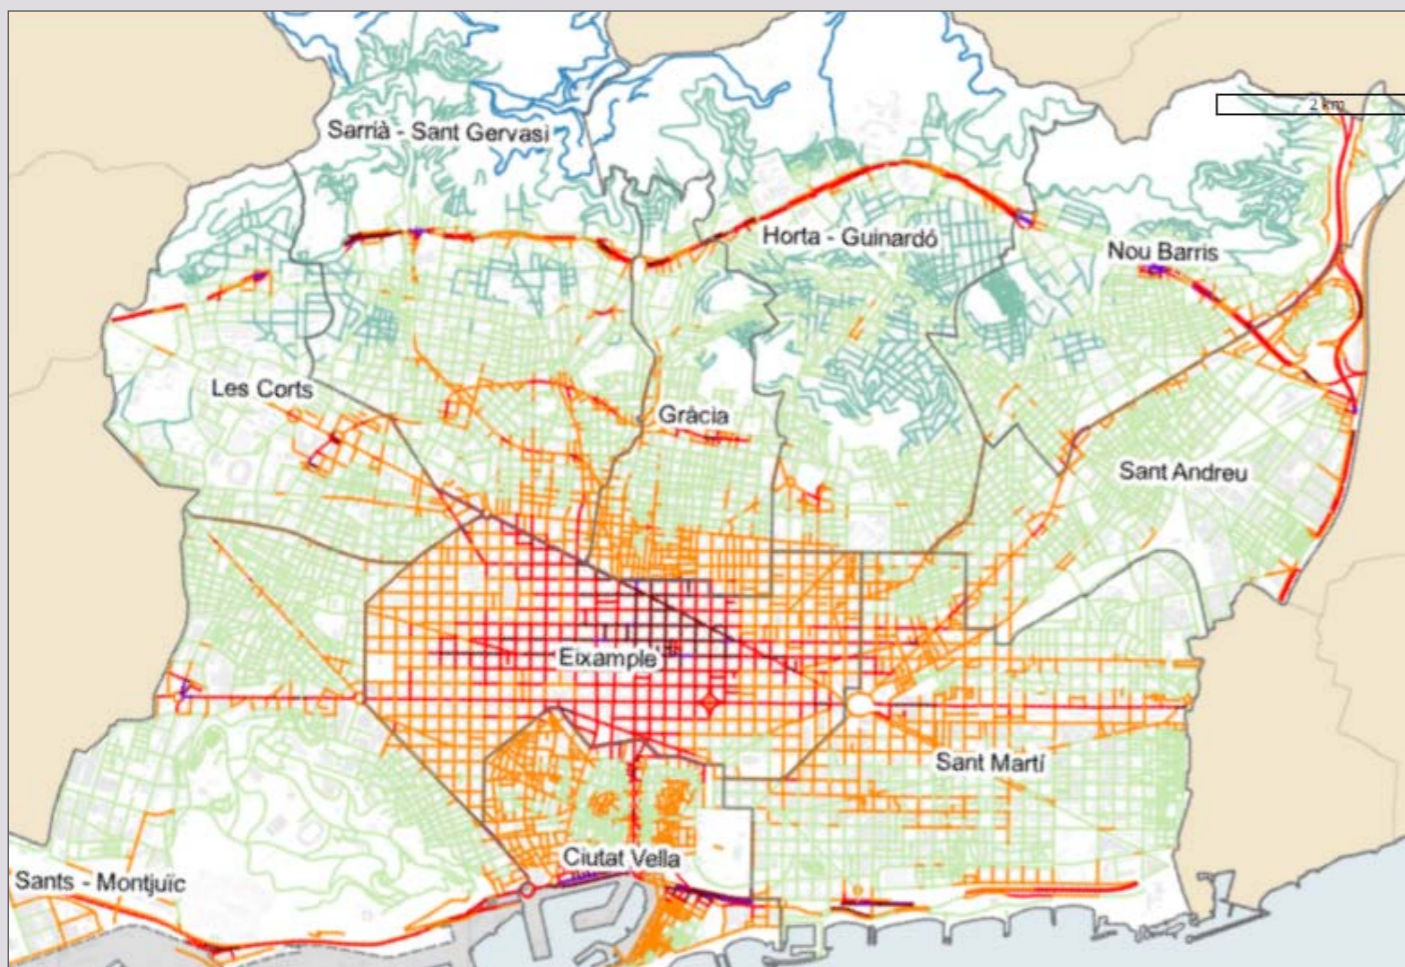 2 km
Sarrià - Sant Gervasi
Horta - Guinardó
Nou Barris
Les Corts
Gràcia
Sant Andreu
Eixample
Sant Martí
Ciutat Vella
Sants - Montjuïc